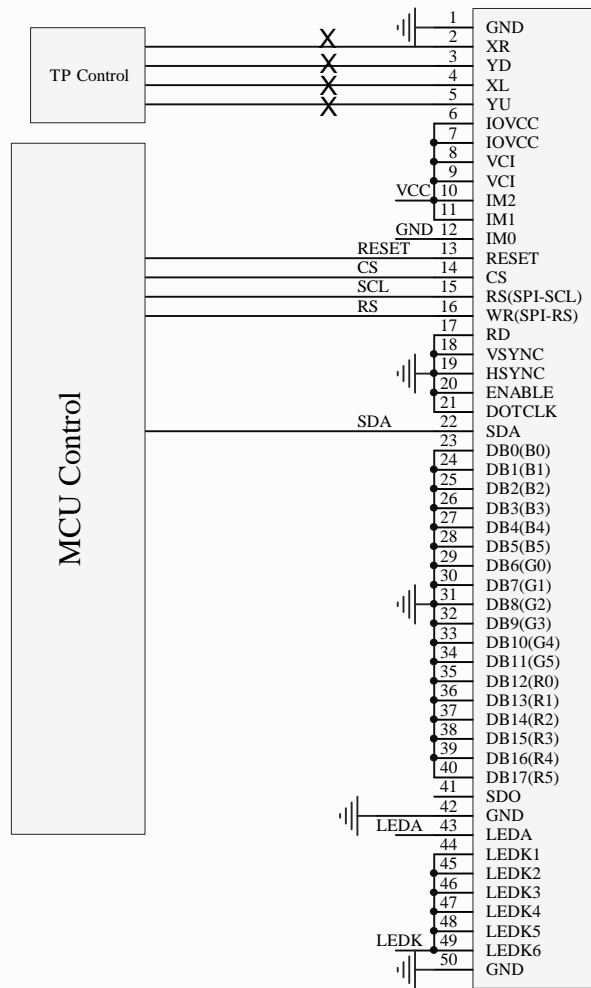 1 GND
2 XR
TP Control
3 YD
4 XL
5 YU
6 IOVCC
7 IOVCC
8 VCI
9 VCI
VCC 10 IM2
11 IM1
GND 12 IM0
RESET 13 RESET
CS 14 CS
SCL 15 RS(SPI-SCL)
RS 16 WR(SPI-RS)
17 RD
18 VSYNC
19 HSYNC
20 ENABLE
21 DOTCLK
SDA 22 SDA
MCU Control
23 DB0(B0)
24 DB1(B1)
25 DB2(B2)
26 DB3(B3)
27 DB4(B4)
28 DB5(B5)
29 DB6(G0)
30 DB7(G1)
31 DB8(G2)
32 DB9(G3)
33 DB10(G4)
34 DB11(G5)
35 DB12(R0)
36 DB13(R1)
37 DB14(R2)
38 DB15(R3)
39 DB16(R4)
40 DB17(R5)
41 SDO
42 GND
LEDA 43 LEDA
44 LEDK1
45 LEDK2
46 LEDK3
47 LEDK4
48 LEDK5
LEDK 49 LEDK6
50 GND